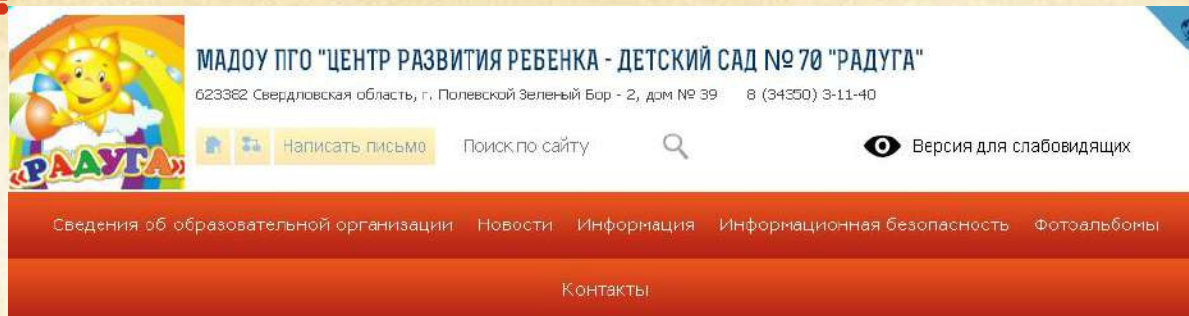 МАДОУ ПГО "ЦЕНТР РАЗВИТИЯ РЕБЕНКА - ДЕТСКИЙ САД № 70 "РАДУГА"
623382 Свердловская область, г. Полевской Зеленый Бор - 2, дом № 39 8 (34350) 3-11-40
Написать письмо Поиск по сайту Версия для слабовидящих
«РАДУГА»
Сведения об образовательной организации Новости Информация Информационная безопасность Фотоальбомы
Контакты